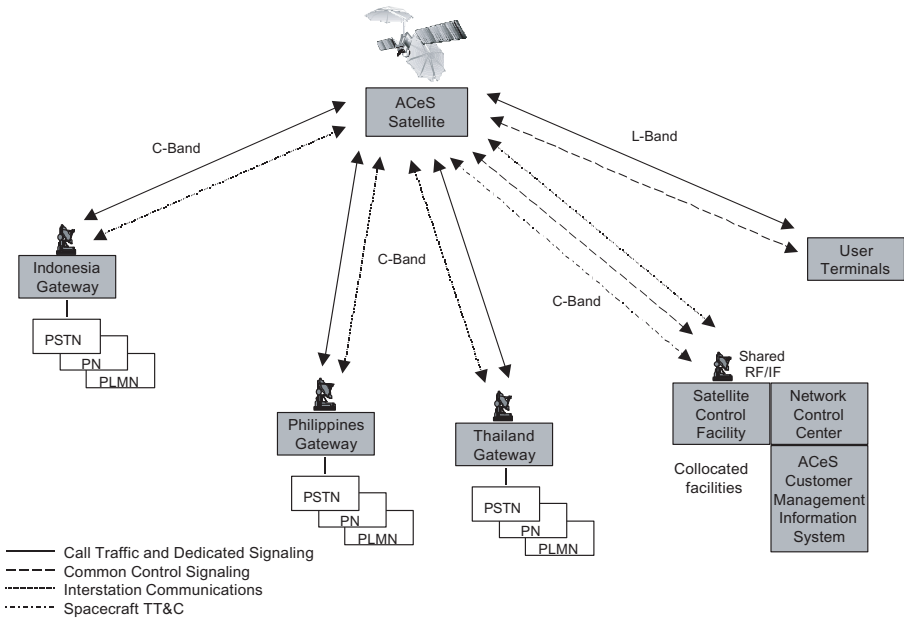 ACeS
Satellite
C-Band
L-Band
C-Band
C-Band
User
Terminals
Indonesia
Gateway
PSTN
PN
PLMN
Shared
RF/IF
Satellite
Control
Facility
Network
Control
Center
Philippines
Gateway
Thailand
Gateway
Collocated
facilities
ACeS
Customer
Management
Information
System
PSTN
PN
PLMN
PSTN
PN
PLMN
Call Traffic and Dedicated Signaling
Common Control Signaling
Interstation Communications
Spacecraft TT&C